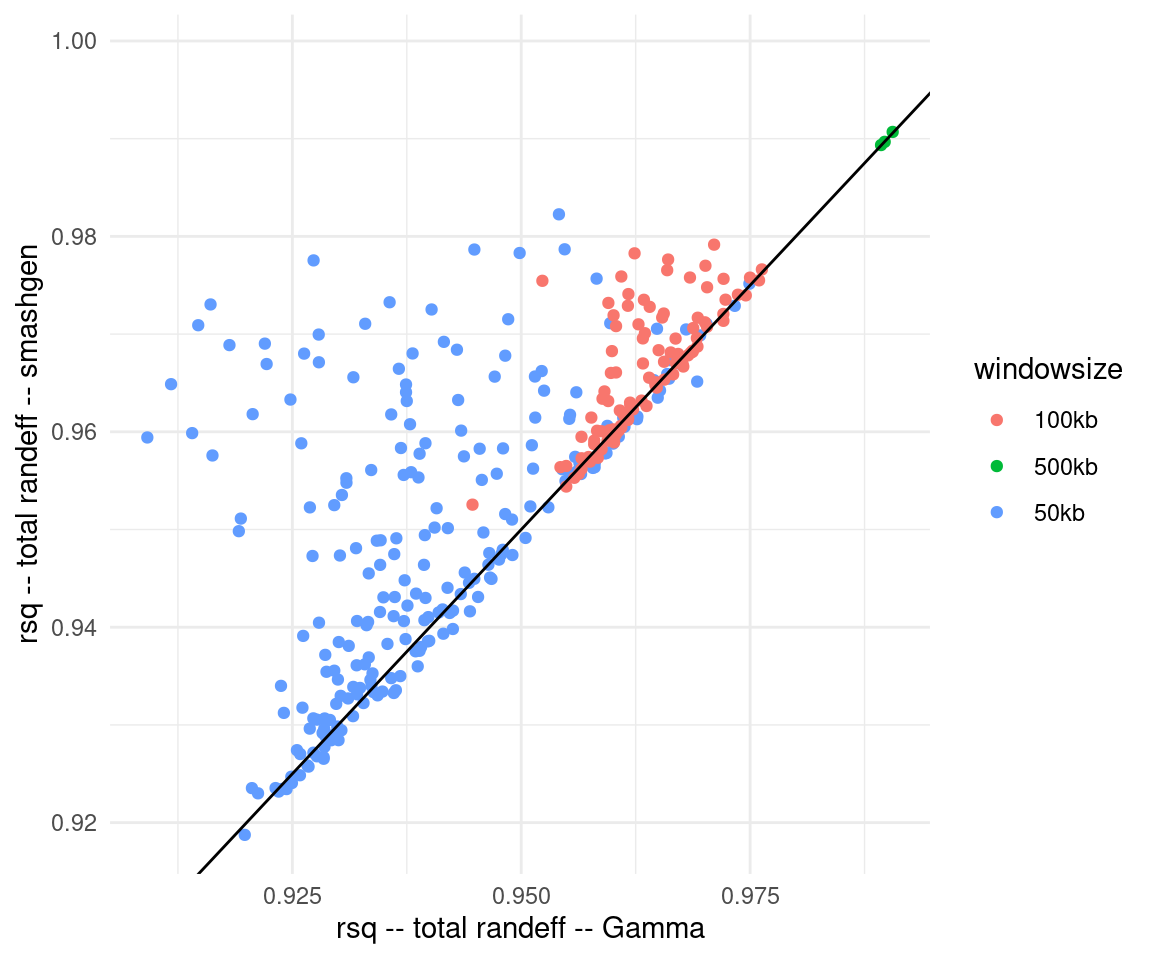 1.00
0.98
0.96
0.94
0.92
rsq -- total randeff -- smashgen
0.925
0.950
0.975
rsq -- total randeff -- Gamma
windowsize
100kb
500kb
50kb